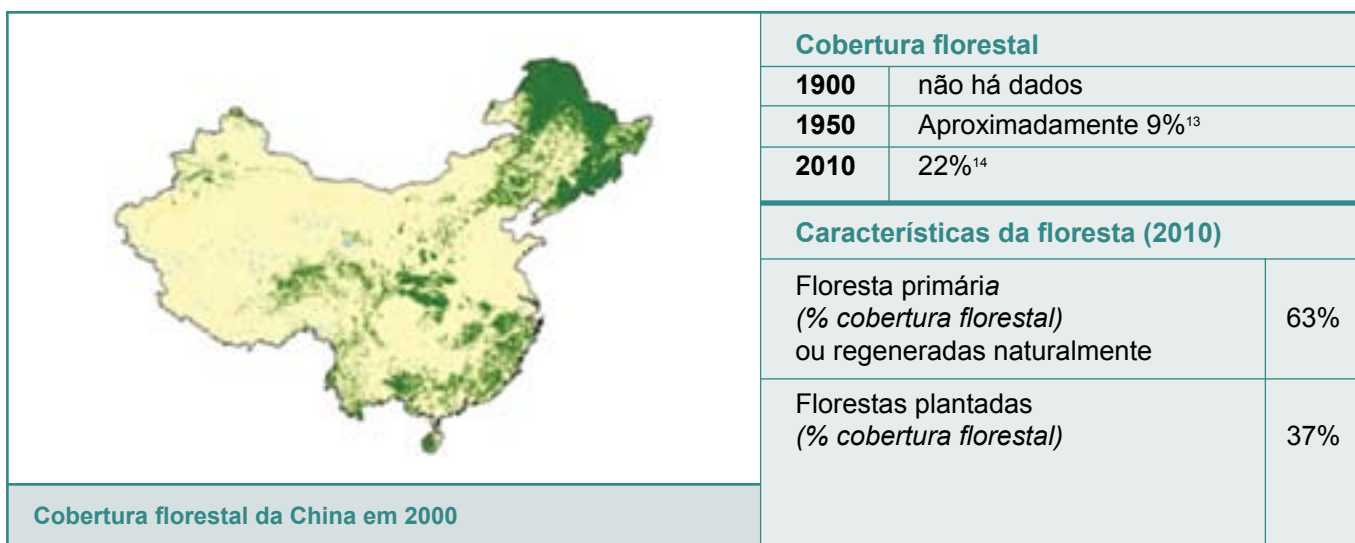 Cobertura florestal
1900 não há dados
1950 Aproximadamente 9%¹³
2010 22%¹⁴
Características da floresta (2010)
Floresta primária
(% cobertura florestal) 63%
ou regeneradas naturalmente
Florestas plantadas
(% cobertura florestal) 37%
Cobertura florestal da China em 2000